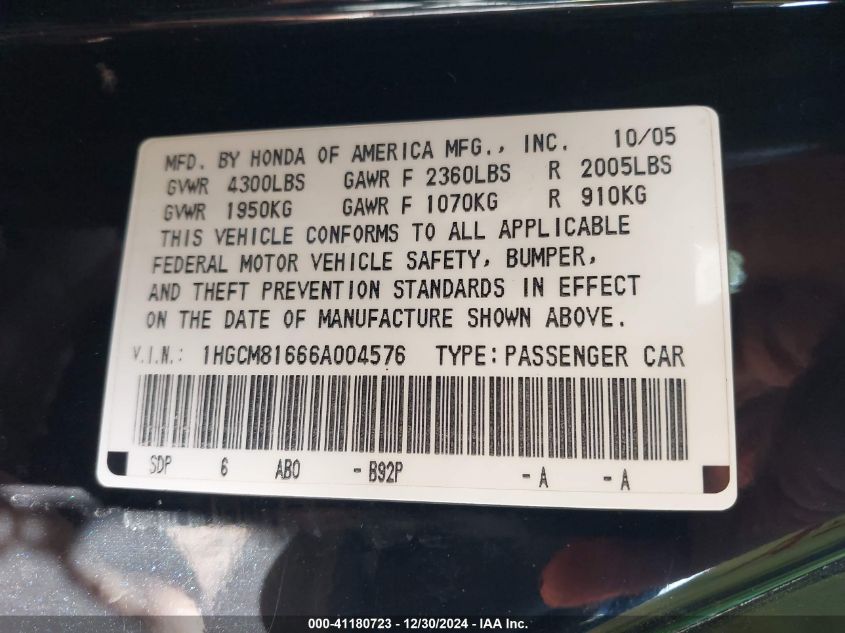 MFD. BY HONDA OF AMERICA MFG., INC. 10/05
GVWR 4300LBS GAWR F 2360LBS R 2005LBS
GVWR 1950KG GAWR F 1070KG R 910KG
THIS VEHICLE CONFORMS TO ALL APPLICABLE
FEDERAL MOTOR VEHICLE SAFETY, BUMPER,
AND THEFT PREVENTION STANDARDS IN EFFECT
ON THE DATE OF MANUFACTURE SHOWN ABOVE.
V.I.N.: 1HGCM81666A004576 TYPE: PASSENGER CAR
SDP 6 ABO - B92P - A - A
000-41180723 - 12/30/2024 - IAA Inc.